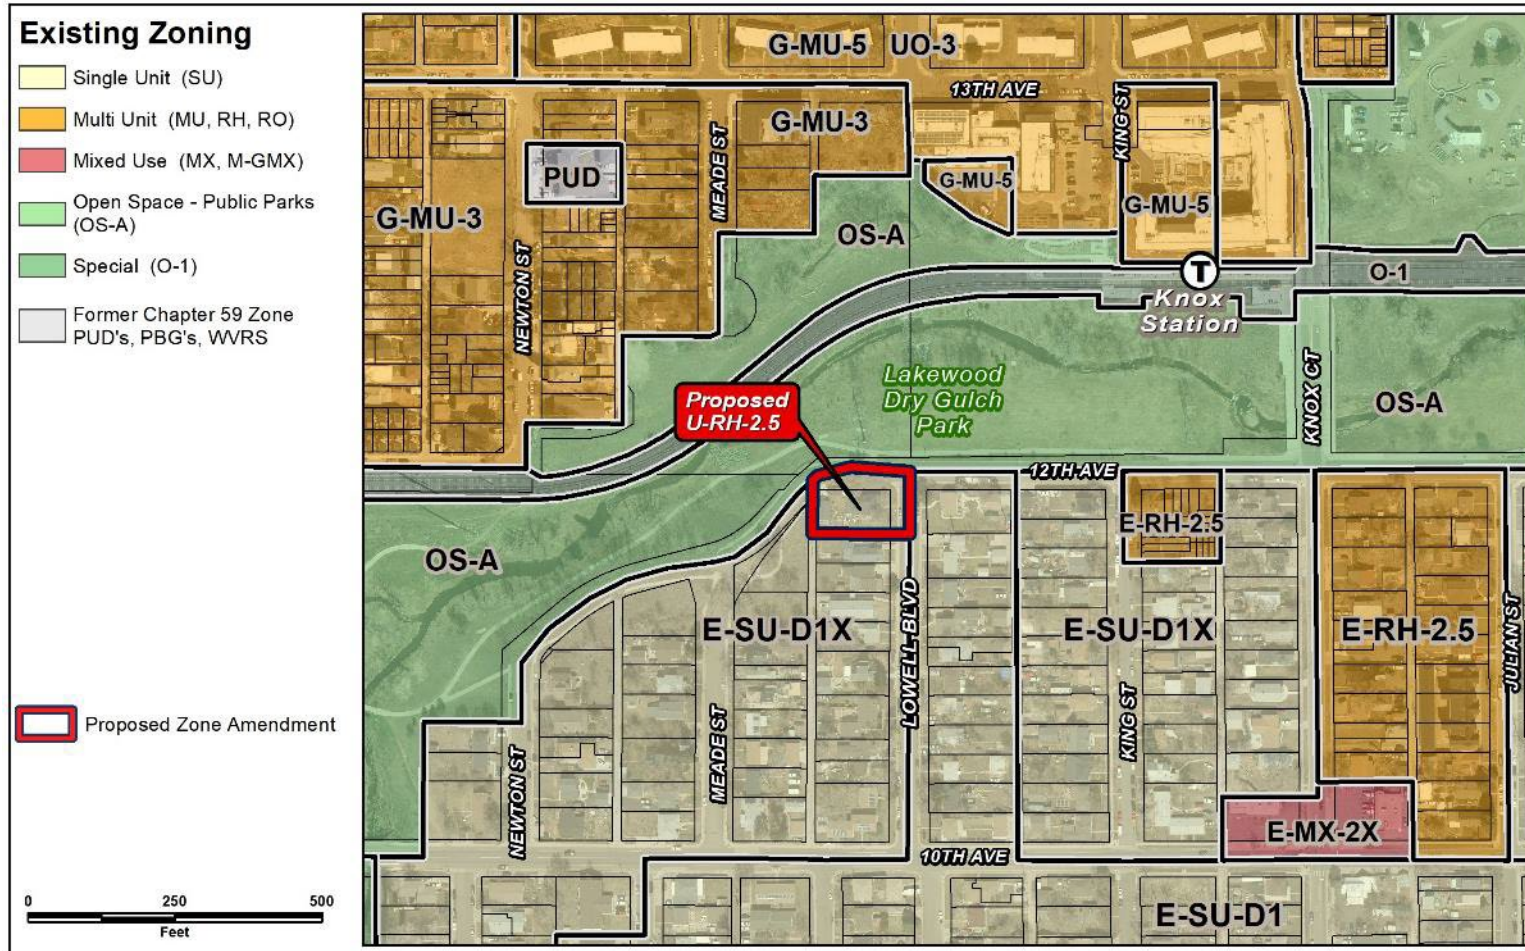 Existing Zoning
Single Unit (SU)
Multi Unit (MU, RH, RO)
Mixed Use (MX, M-GMX)
Open Space - Public Parks
(OS-A)
Special (O-1)
Former Chapter 59 Zone
PUD's, PBG's, WVRS
Proposed Zone Amendment
0 250 500
Feet
G-MU-5 UO-3
13TH AVE
KING ST
G-MU-3
MEADE ST
PUD
G-MU-5
G-MU-5
G-MU-3
OS-A
NEWTON ST
T
O-1
Knox
Station
Lakewood
Dry Gulch
Park
KNOX CT
OS-A
Proposed
U-RH-2.5
12TH AVE
E-RH-2.5
OS-A
E-SU-D1X
LOWELL BLVD
E-SU-D1X
E-RH-2.5
JULIAN ST
KING ST
MEADE ST
NEWTON ST
E-MX-2X
10TH AVE
E-SU-D1